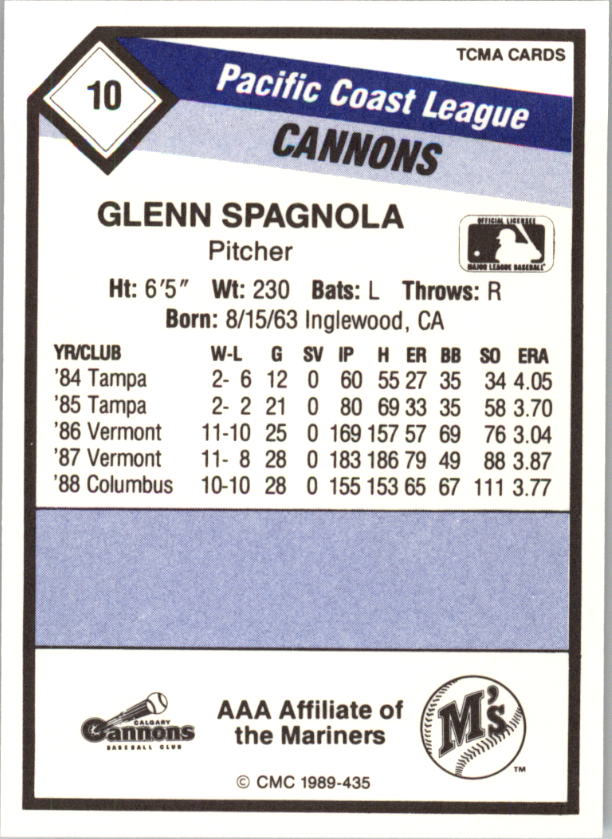 TCMA CARDS
10
Pacific Coast League
CANNONS
GLENN SPAGNOLA
Pitcher
OFFICIAL LICENSEE
MAJOR LEAGUE BASEBALL
Ht: 6'5" Wt: 230 Bats: L Throws: R
Born: 8/15/63 Inglewood, CA
YR/CLUB W-L G SV IP H ER BB SO ERA
'84 Tampa 2- 6 12 0 60 55 27 35 34 4.05
'85 Tampa 2- 2 21 0 80 69 33 35 58 3.70
'86 Vermont 11-10 25 0 169 157 57 69 76 3.04
'87 Vermont 11- 8 28 0 183 186 79 49 88 3.87
'88 Columbus 10-10 28 0 155 153 65 67 111 3.77
CALGARY
Cannons
BASEBALL CLUB
AAA Affiliate of
the Mariners
M's
TM
© CMC 1989-435